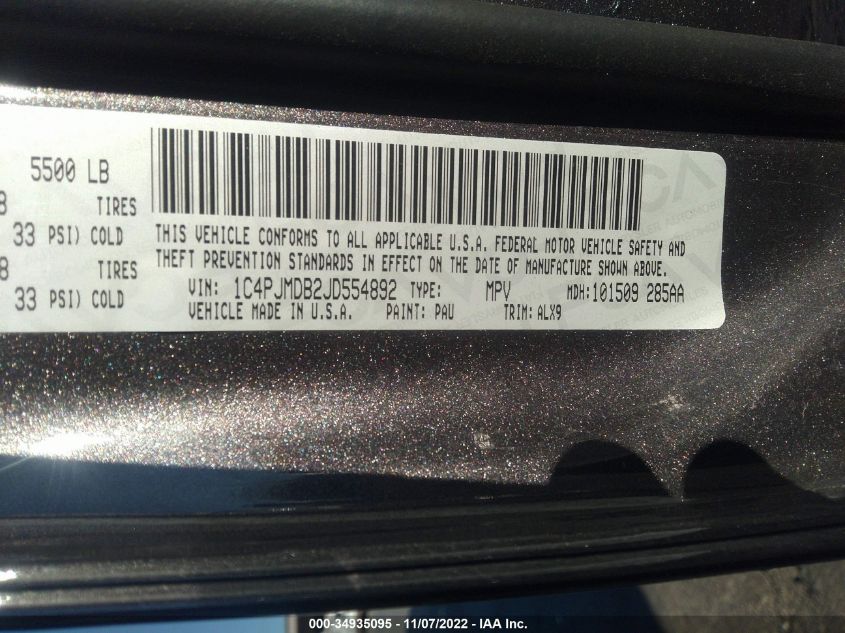 5500 LB
8 TIRES
33 PSI) COLD
8 TIRES
33 PSI) COLD
THIS VEHICLE CONFORMS TO ALL APPLICABLE U.S.A. FEDERAL MOTOR VEHICLE SAFETY AND
THEFT PREVENTION STANDARDS IN EFFECT ON THE DATE OF MANUFACTURE SHOWN ABOVE.
VIN: 1C4PJMDB2JD554892 TYPE: MPV MDH:101509 285AA
VEHICLE MADE IN U.S.A. PAINT: PAU TRIM: ALX9
000-34935095 - 11/07/2022 - IAA Inc.